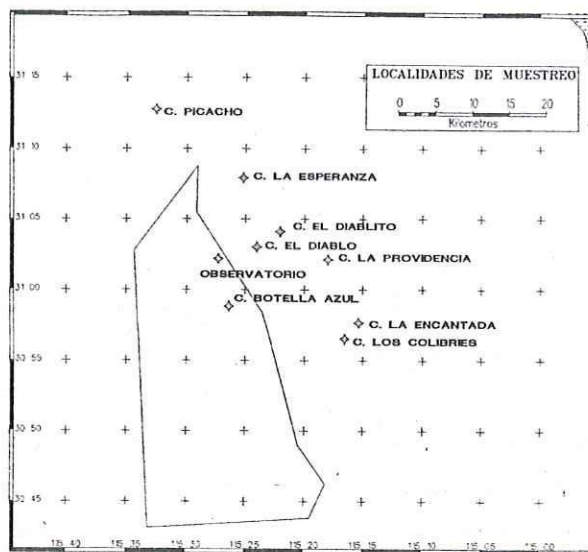 LOCALIDADES DE MUESTREO
0 5 10 15 20
Kilometros
31 15
C. PICACHO
31 10
C. LA ESPERANZA
31 05
C. EL DIABLITO
C. EL DIABLO
C. LA PROVIDENCIA
OBSERVATORIO
31 00
C. BOTELLA AZUL
C. LA ENCANTADA
C. LOS COLIBRIES
30 55
30 50
30 45
115 40 115 35 115 30 115 25 115 20 115 15 115 10 115 05 115 00